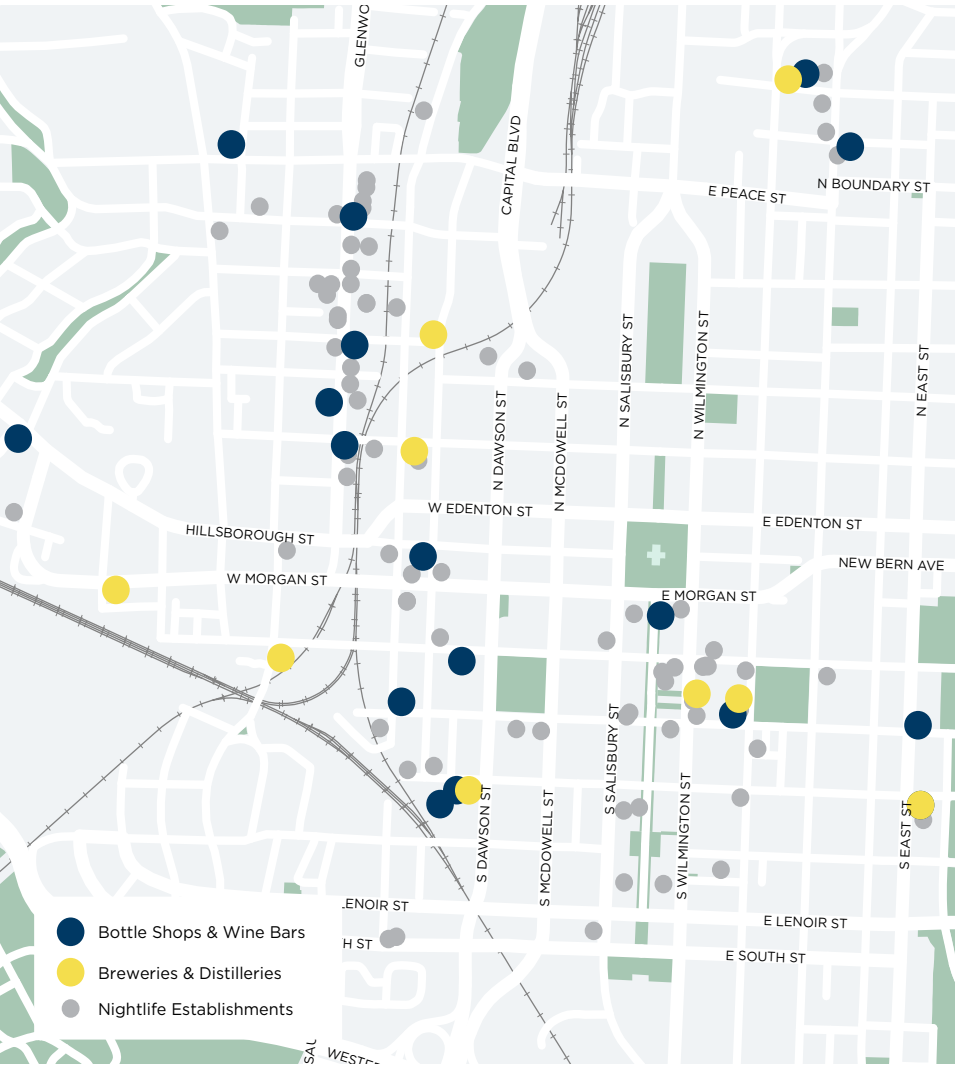 GLENWO
CAPITAL BLVD
E PEACE ST
N BOUNDARY ST
N SALISBURY ST
N WILMINGTON ST
N EAST ST
N DAWSON ST
N MCDOWELL ST
W EDENTON ST
E EDENTON ST
HILLSBOROUGH ST
NEW BERN AVE
W MORGAN ST
E MORGAN ST
S SALISBURY ST
S WILMINGTON ST
S DAWSON ST
S MCDOWELL ST
S EAST ST
LENOIR ST
E LENOIR ST
H ST
E SOUTH ST
Bottle Shops & Wine Bars
Breweries & Distilleries
Nightlife Establishments
SAU
WESTE